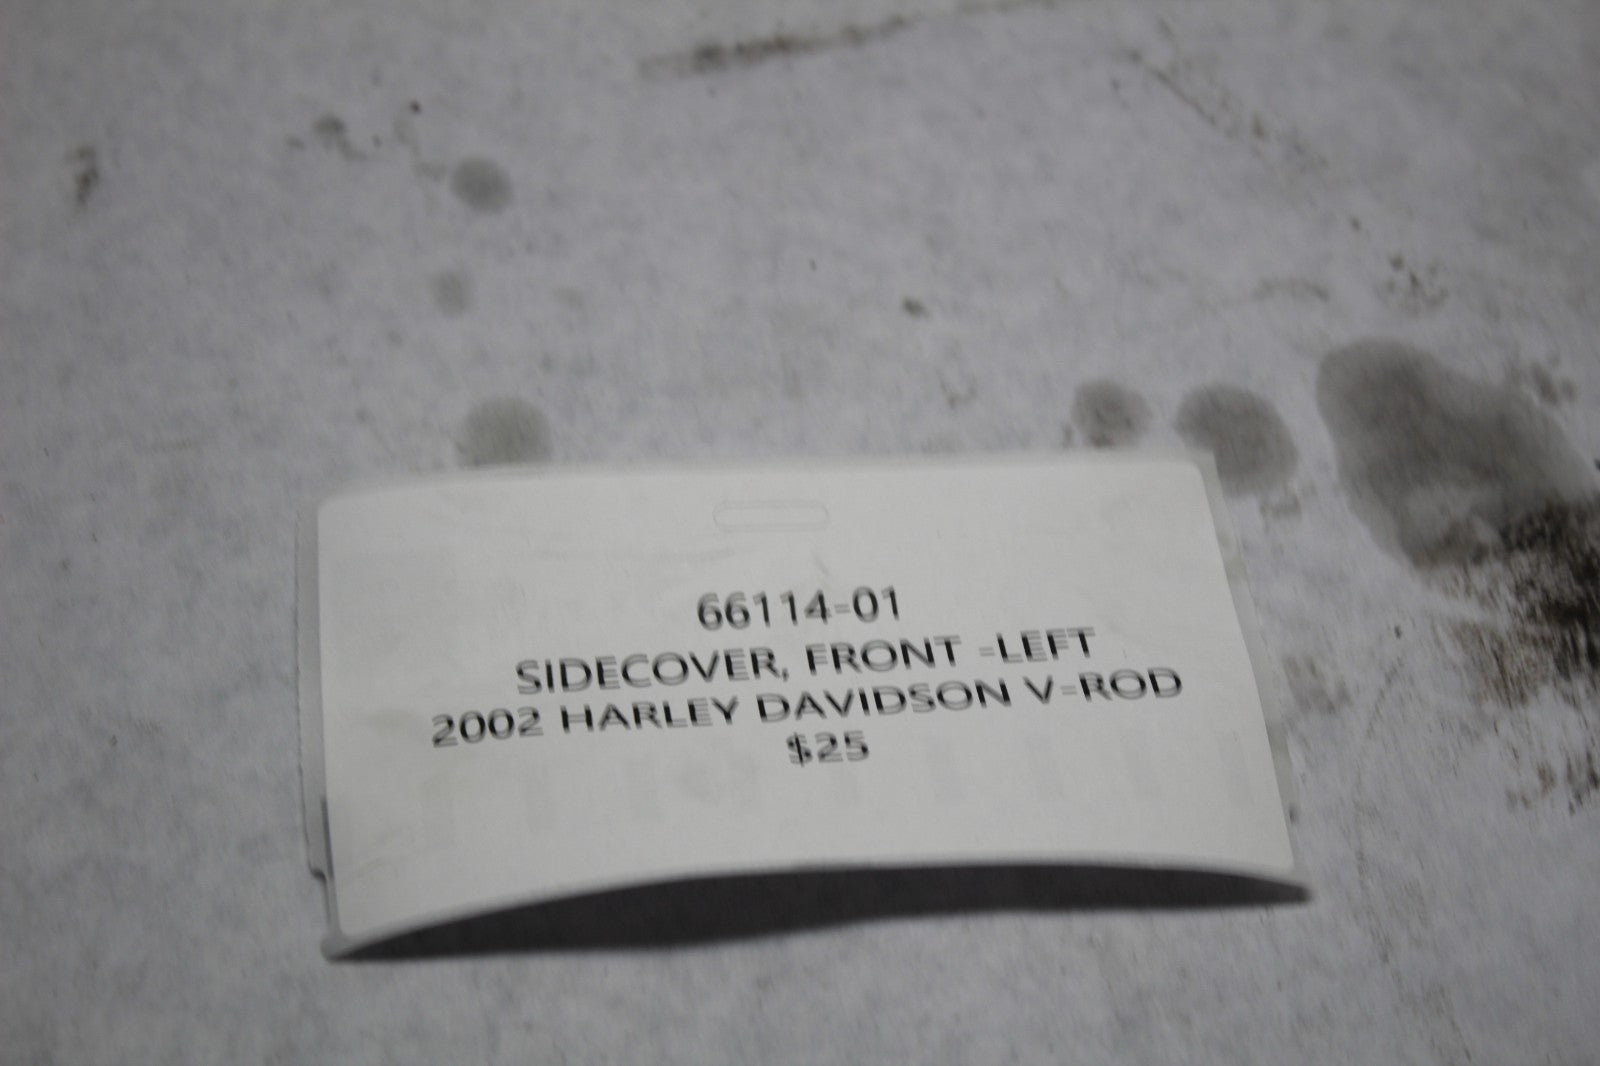 66114-01
SIDECOVER, FRONT -LEFT
2002 HARLEY DAVIDSON V-ROD
$25